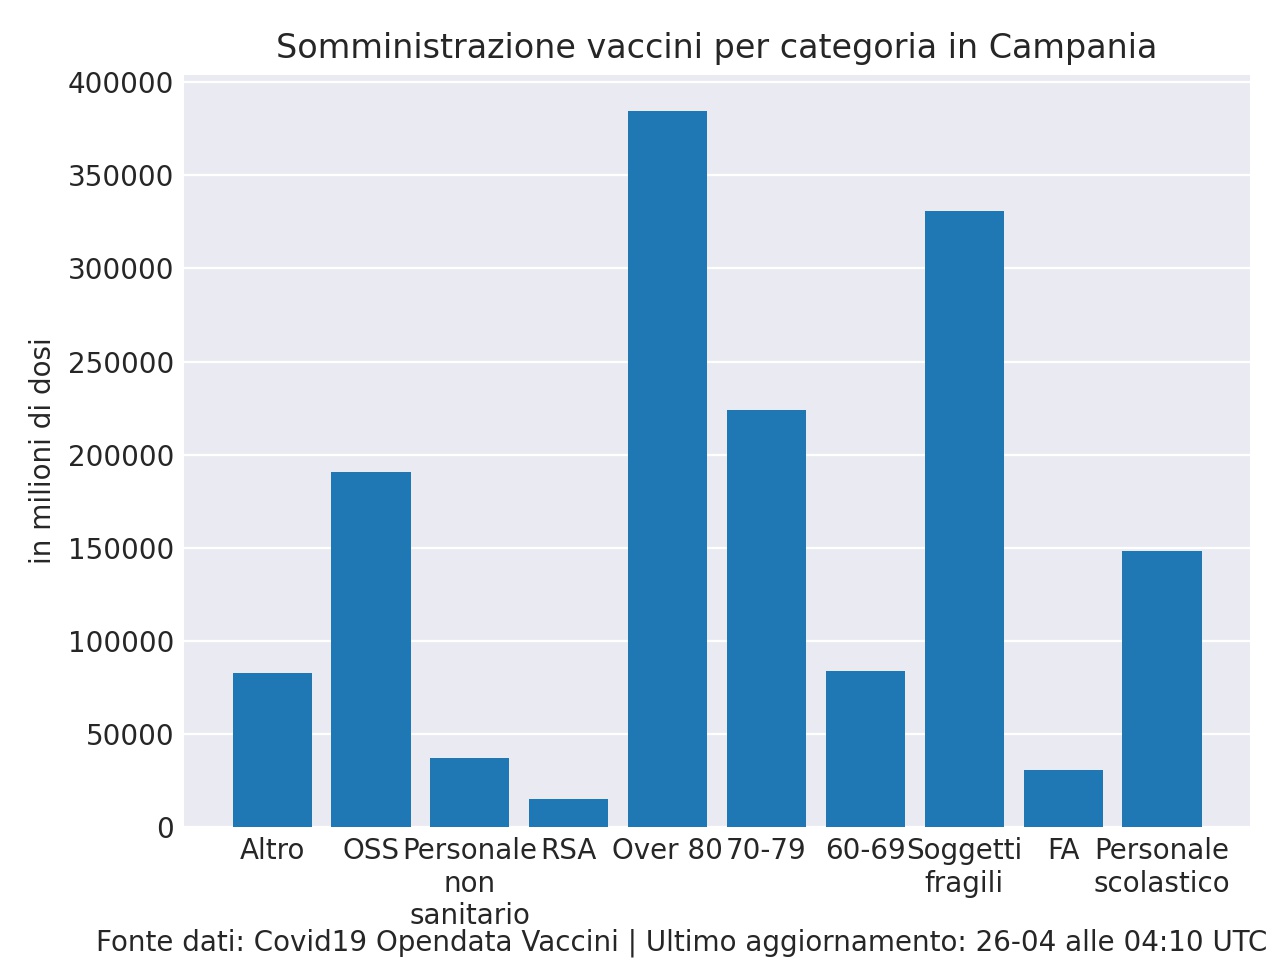 Somministrazione vaccini per categoria in Campania
400000
350000
300000
250000
200000
150000
100000
50000
0
in milioni di dosi
Altro
OSS
Personale
non
sanitario
RSA
Over 80
70-79
60-69
Soggetti
fragili
FA
Personale
scolastico
Fonte dati: Covid19 Opendata Vaccini | Ultimo aggiornamento: 26-04 alle 04:10 UTC